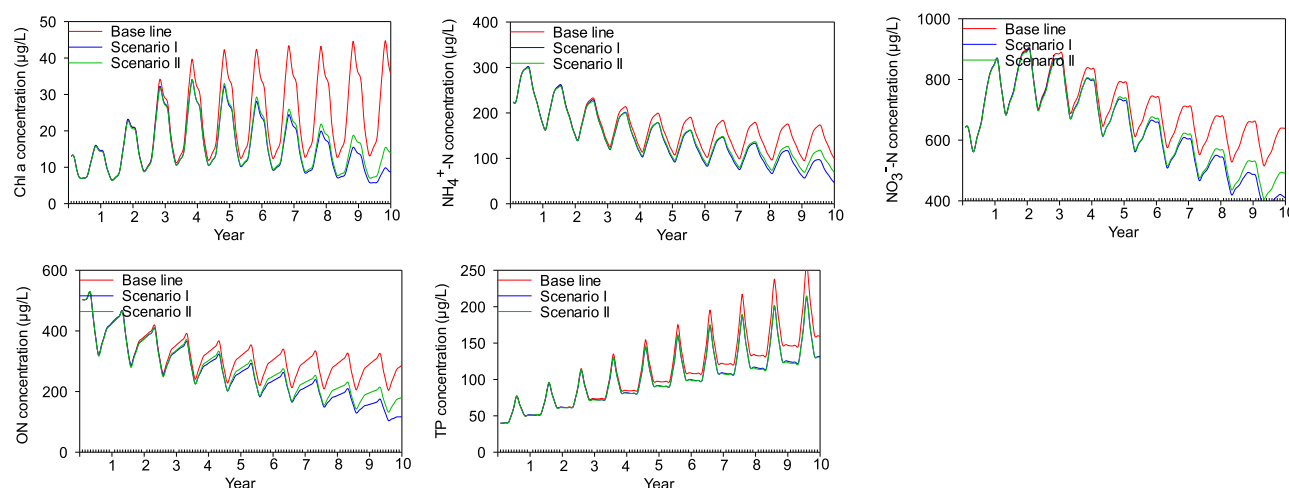 Chl a concentration (µg/L)
50
40
30
20
10
0
Base line
Scenario I
Scenario II
1 2 3 4 5 6 7 8 9 10
Year
NH4+-N concentration (µg/L)
400
300
200
100
0
Base line
Scenario I
Scenario II
1 2 3 4 5 6 7 8 9 10
Year
NO3--N concentration (µg/L)
1000
800
600
400
Base line
Scenario I
Scenario II
1 2 3 4 5 6 7 8 9 10
Year
ON concentration (µg/L)
600
400
200
0
Base line
Scenario I
Scenario II
1 2 3 4 5 6 7 8 9 10
Year
TP concentration (µg/L)
250
200
150
100
50
0
Base line
Scenario I
Scenario II
1 2 3 4 5 6 7 8 9 10
Year